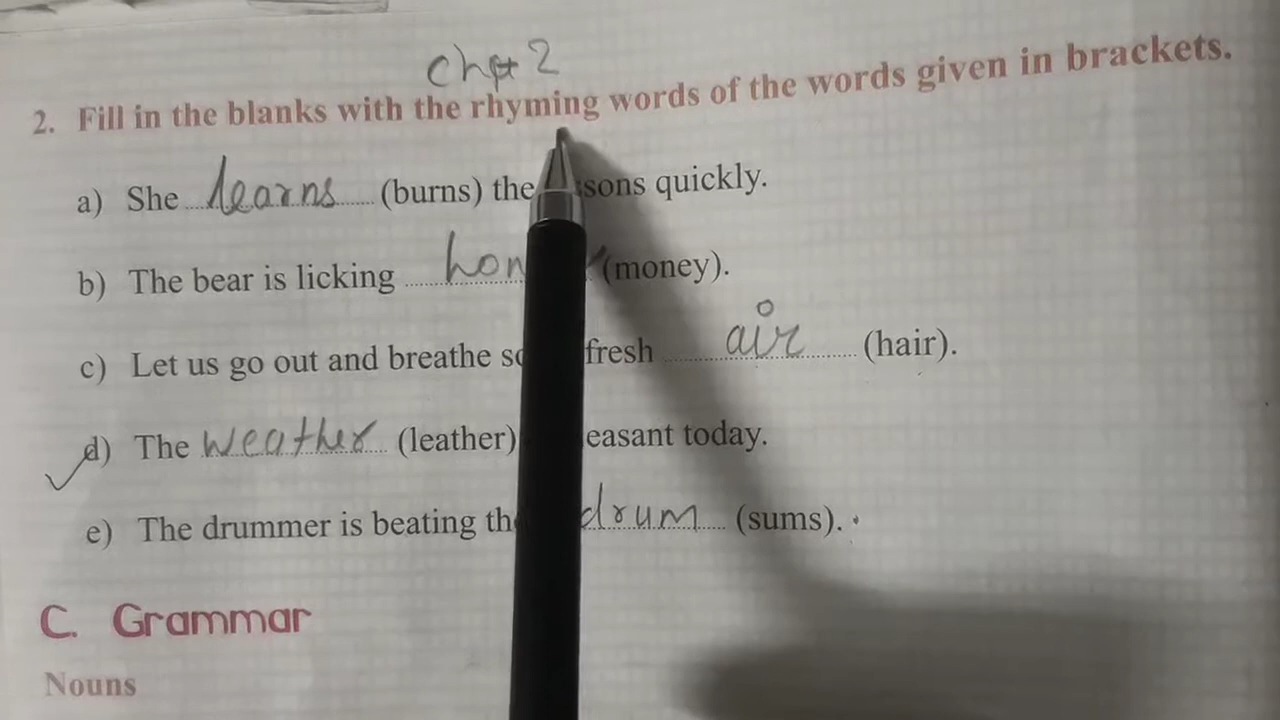 Chpt 2
2. Fill in the blanks with the rhyming words of the words given in brackets.
a) She learns (burns) the sons quickly.
b) The bear is licking hon (money).
c) Let us go out and breathe so fresh air (hair).
d) The weather (leather) easant today.
e) The drummer is beating th drum (sums).
C. Grammar
Nouns